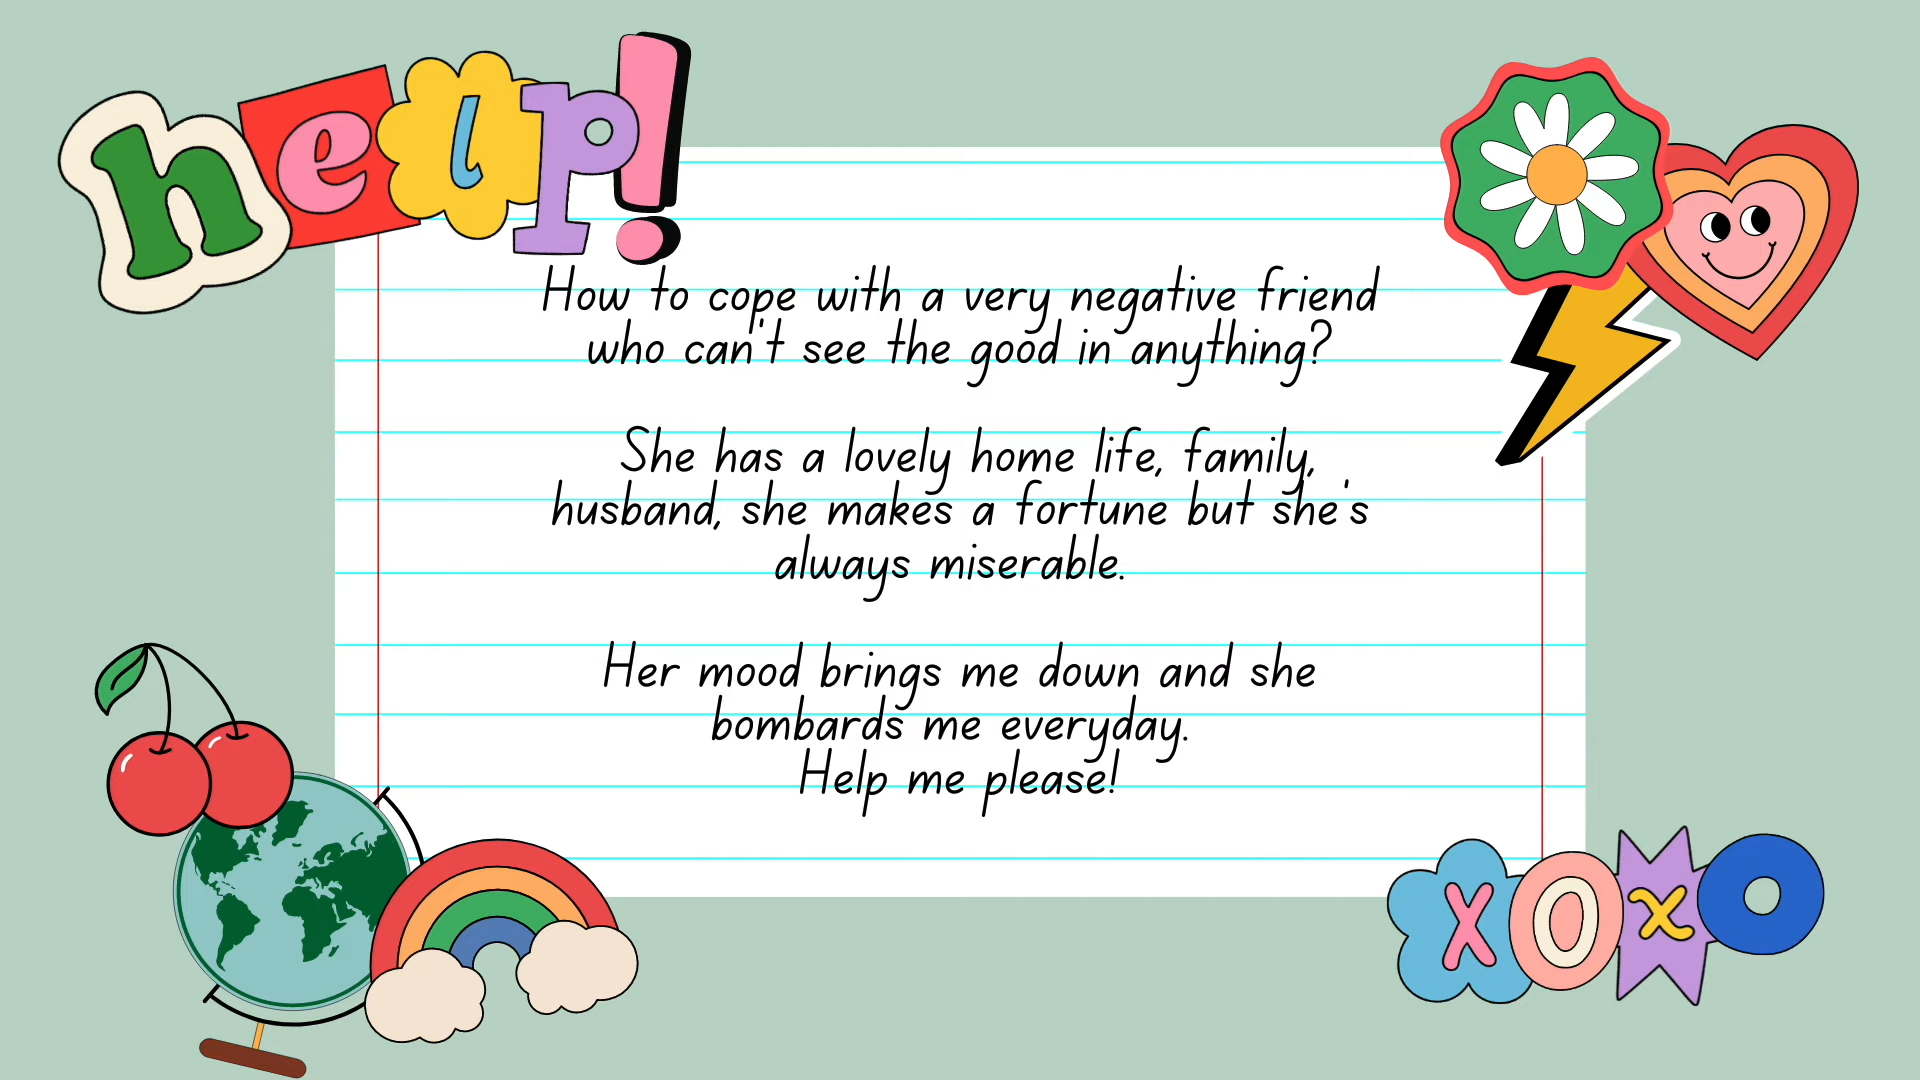 help!
How to cope with a very negative friend
who can't see the good in anything?
She has a lovely home life, family,
husband, she makes a fortune but she's
always miserable.
Her mood brings me down and she
bombards me everyday.
Help me please!
xoxo